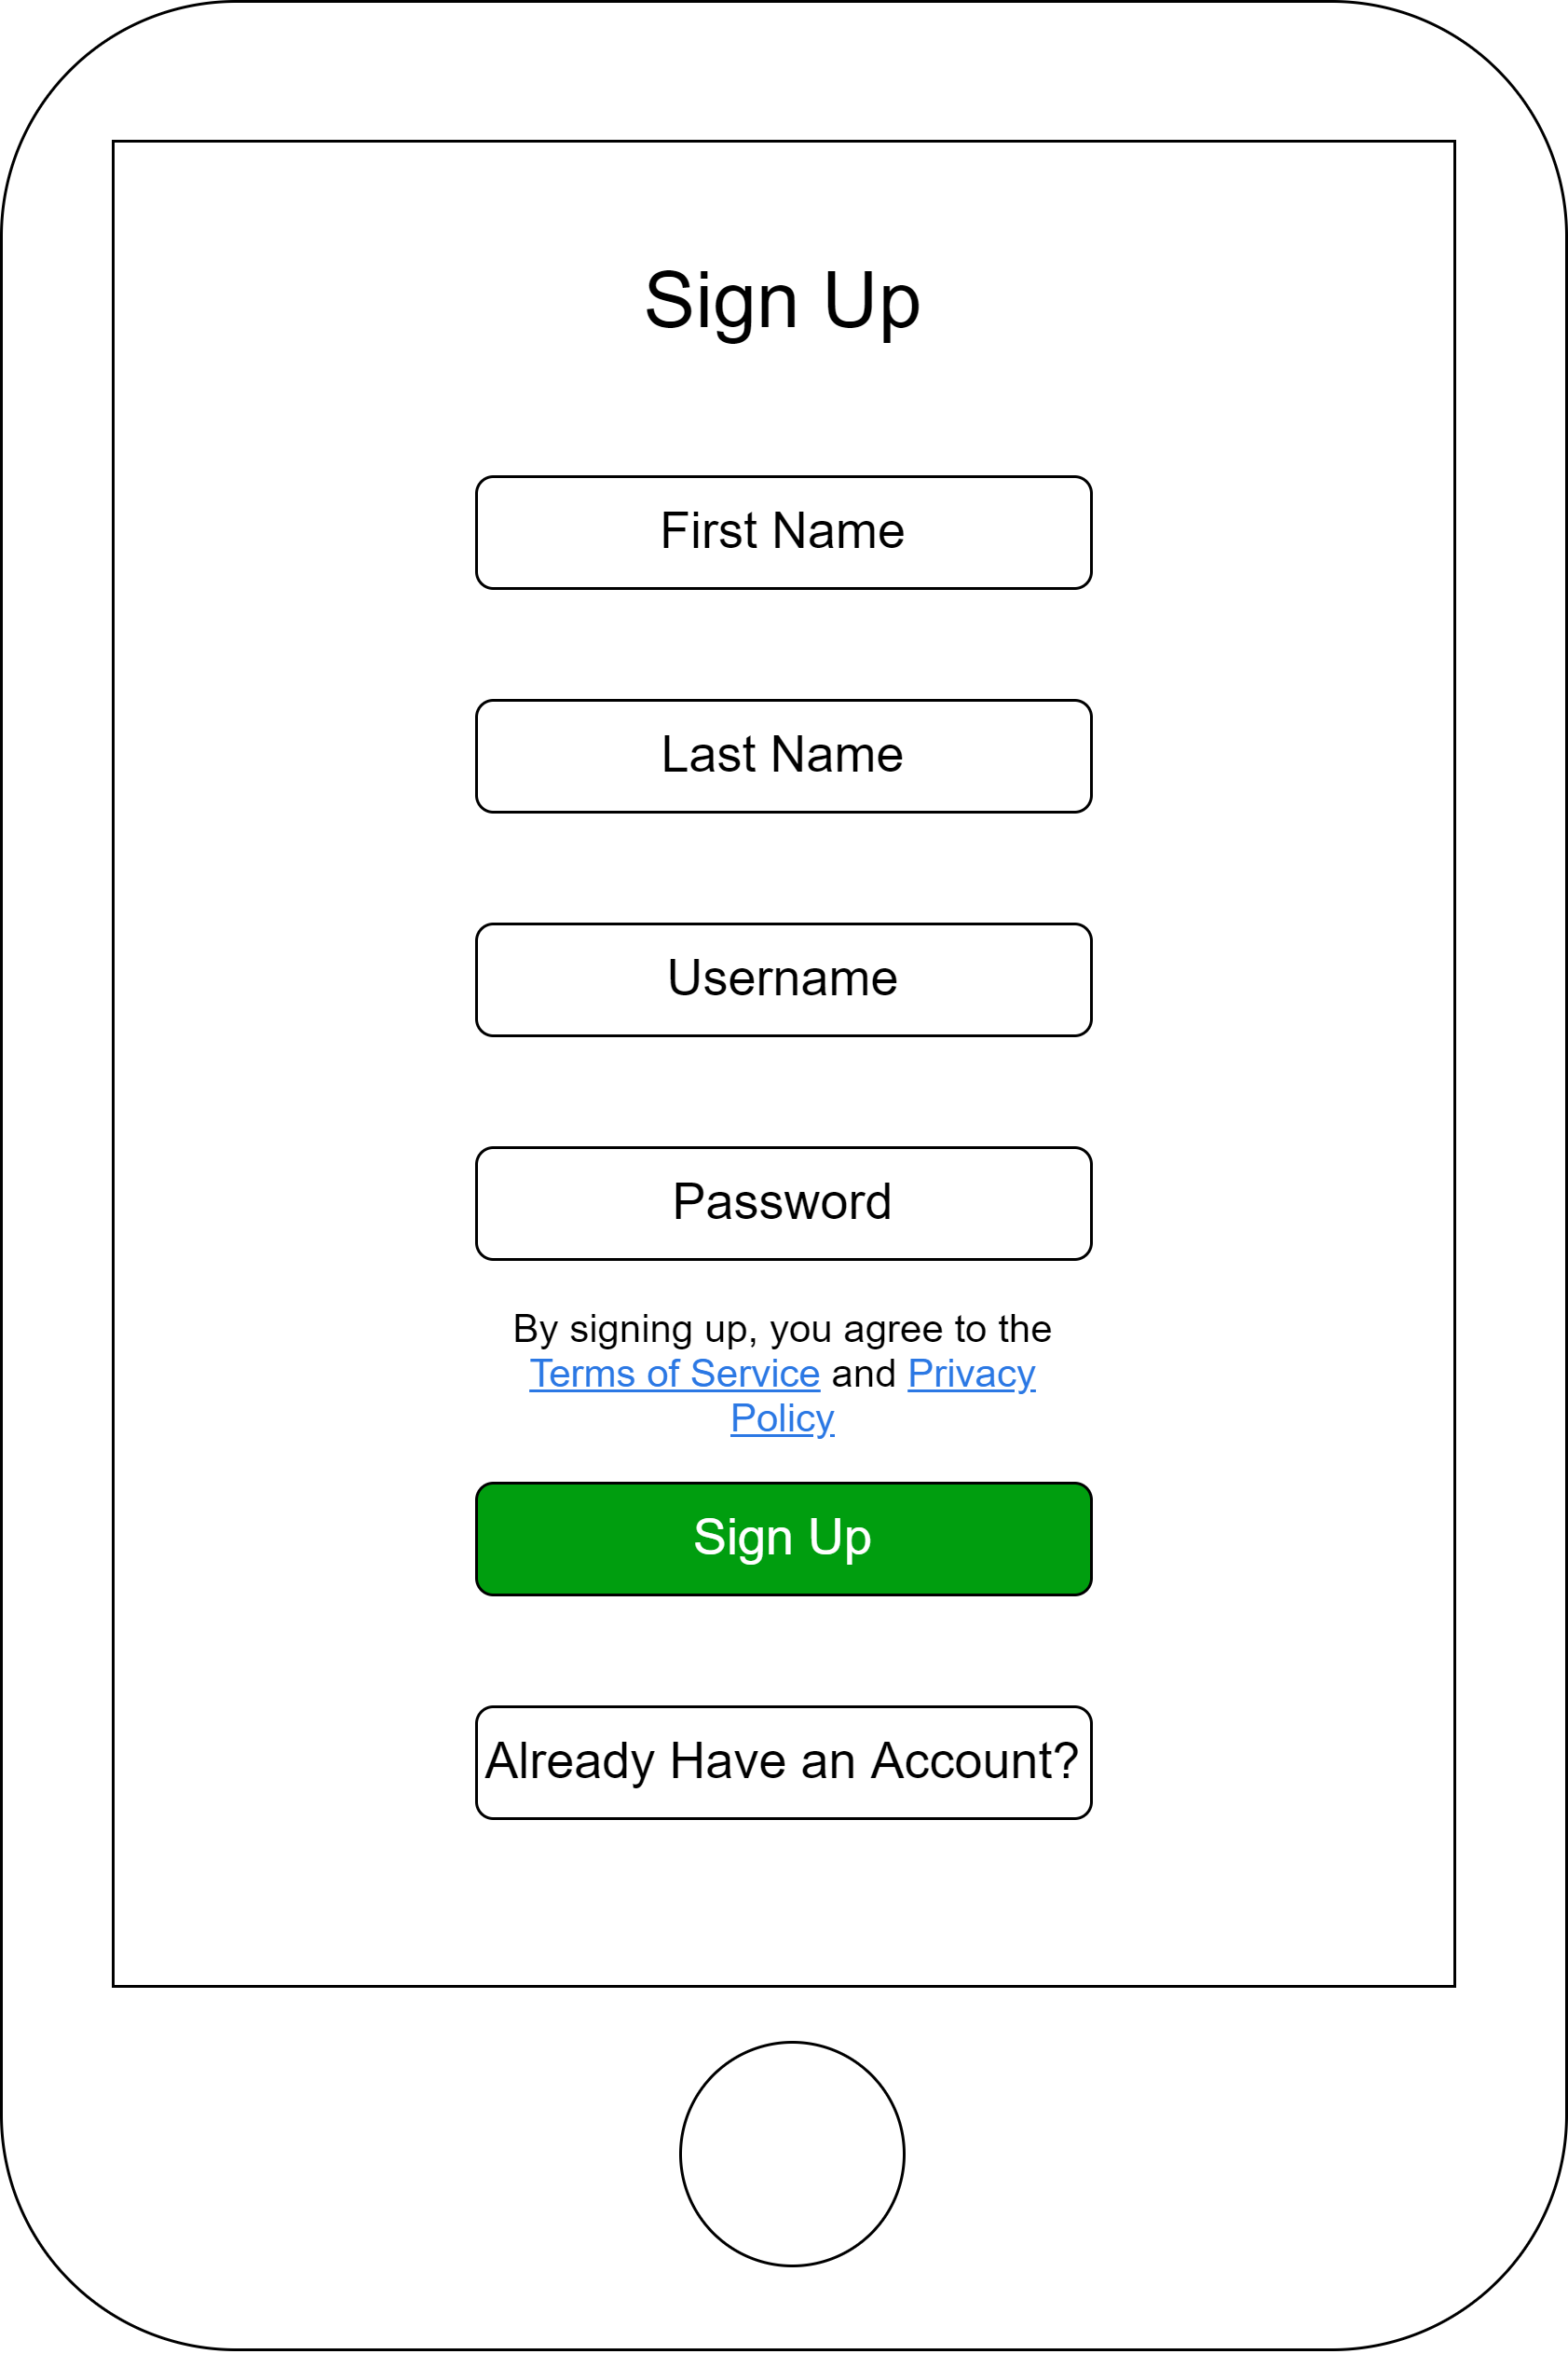 Sign Up
First Name
Last Name
Username
Password
By signing up, you agree to the
Terms of Service and Privacy
Policy
Sign Up
Already Have an Account?